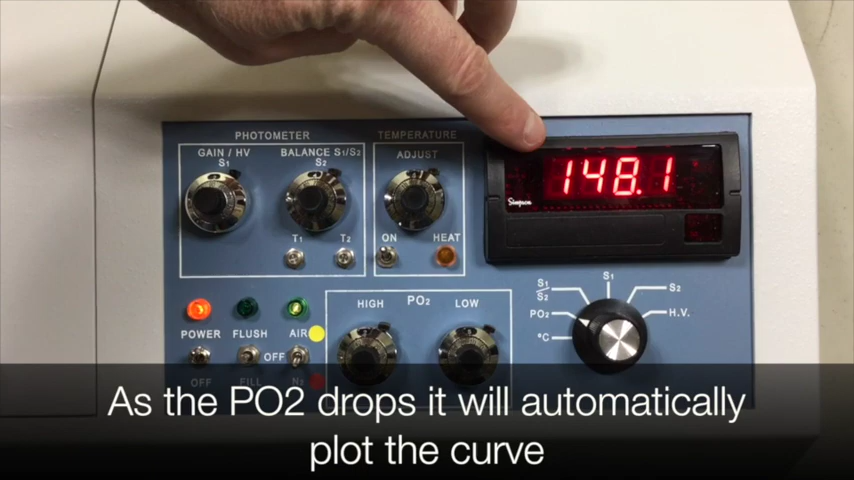 PHOTOMETER
TEMPERATURE
GAIN / HV
S1
BALANCE S1/S2
S2
ADJUST
148.1
Simpson
T1
T2
ON
HEAT
S1
S1
S2
S2
PO2
H.V.
°C
HIGH
PO2
LOW
POWER
FLUSH
AIR
OFF
OFF
FILL
N2
As the PO2 drops it will automatically
plot the curve